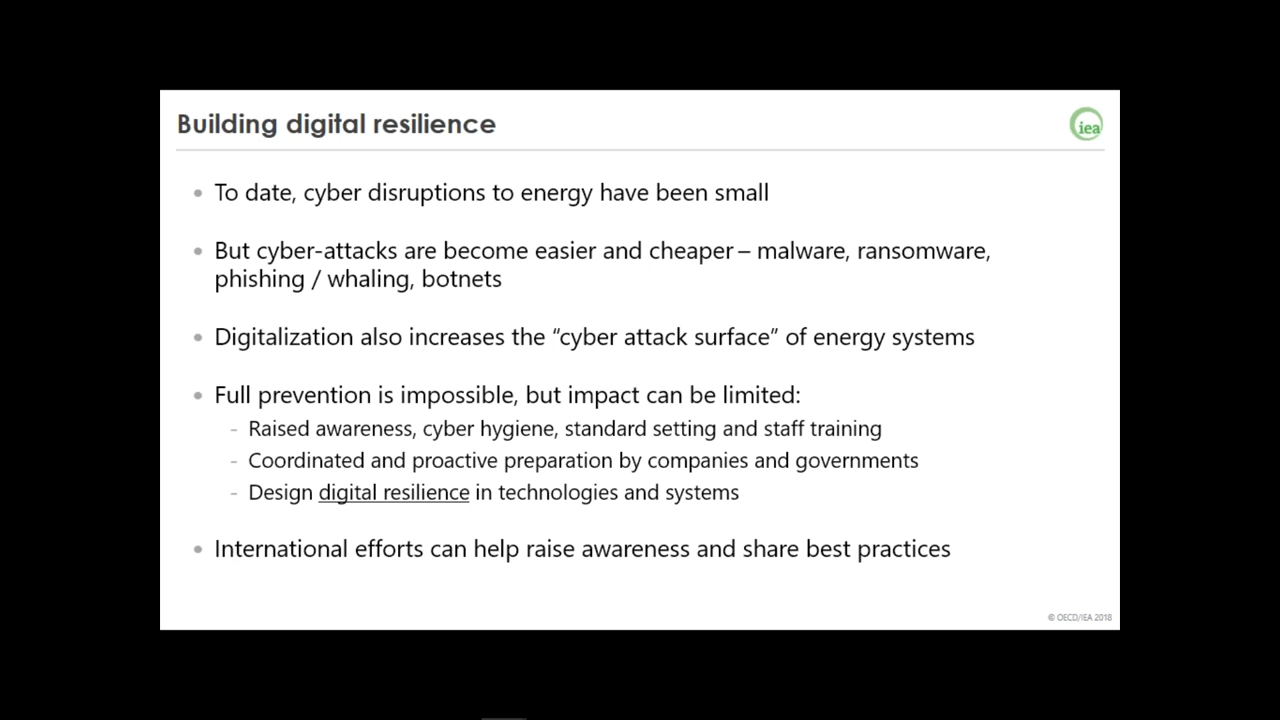 Building digital resilience
iea
• To date, cyber disruptions to energy have been small
• But cyber-attacks are become easier and cheaper – malware, ransomware,
phishing / whaling, botnets
• Digitalization also increases the “cyber attack surface” of energy systems
• Full prevention is impossible, but impact can be limited:
- Raised awareness, cyber hygiene, standard setting and staff training
- Coordinated and proactive preparation by companies and governments
- Design digital resilience in technologies and systems
• International efforts can help raise awareness and share best practices
© OECD/IEA 2018